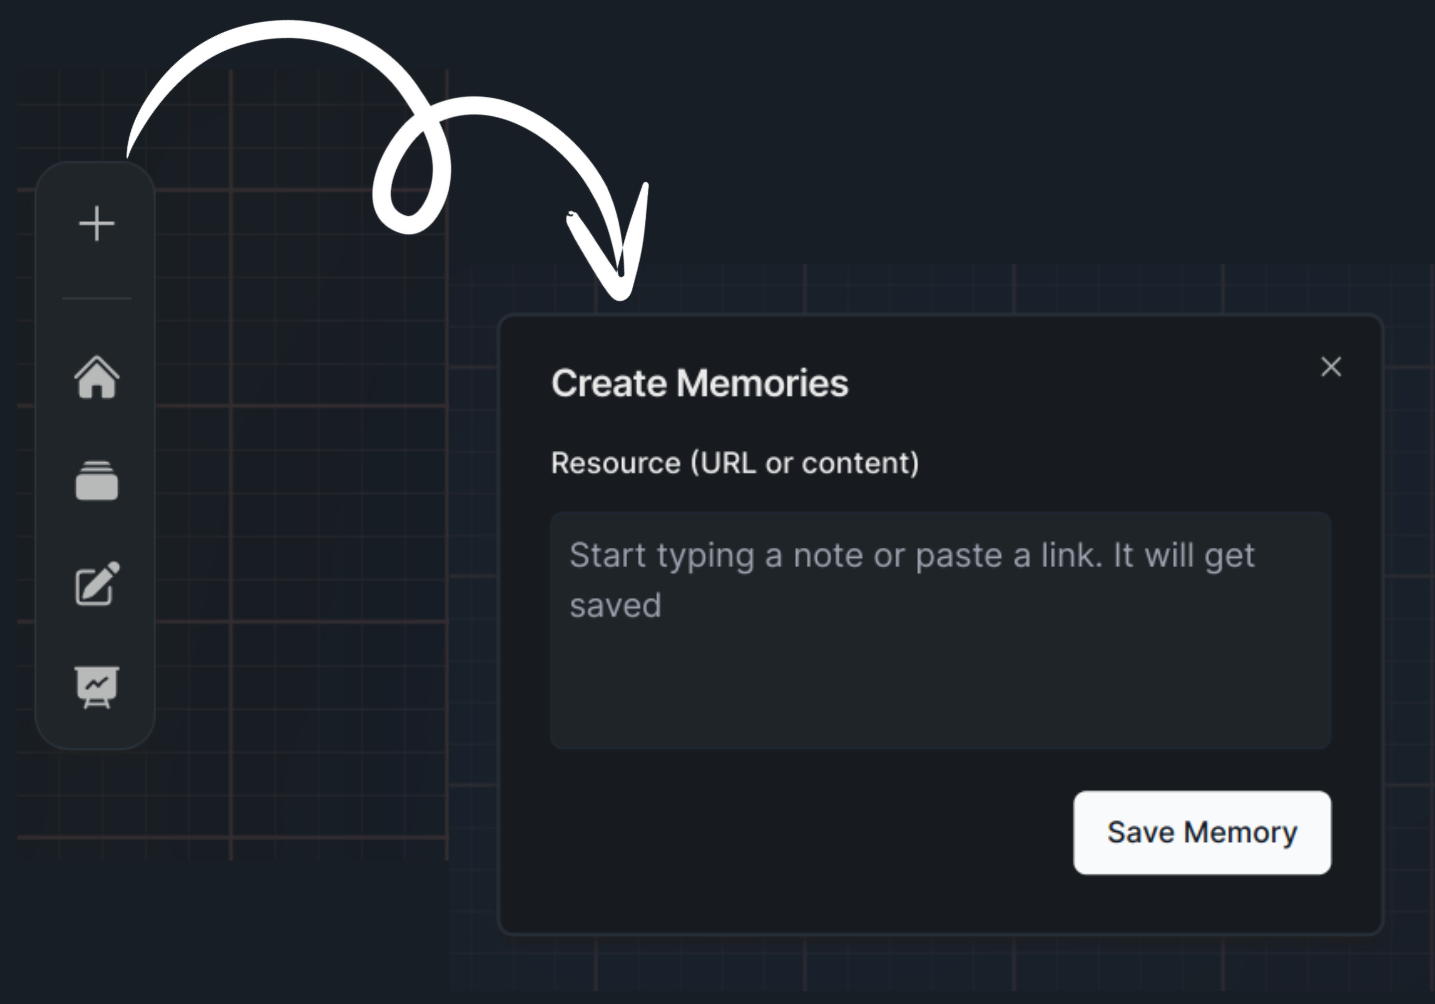 Create Memories
Resource (URL or content)
Start typing a note or paste a link. It will get
saved
Save Memory